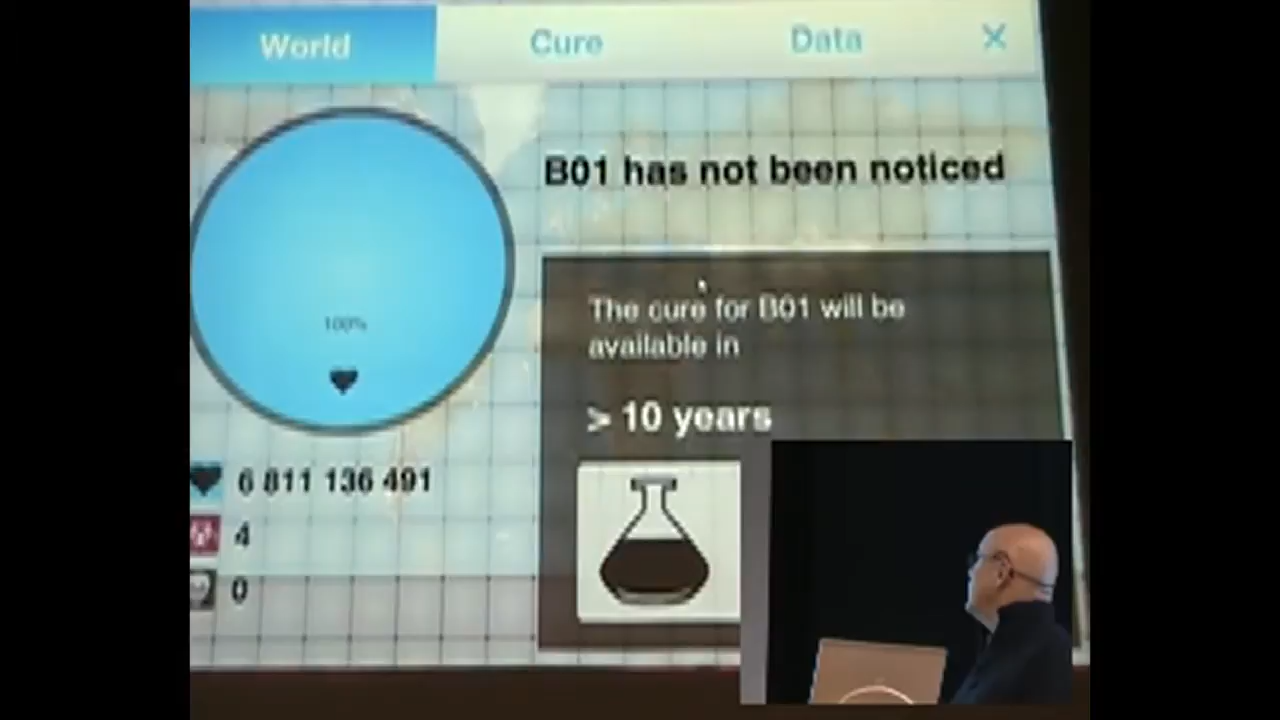 World Cure Data X
B01 has not been noticed
The cure for B01 will be
available in
> 10 years
100%
6 811 136 491
4
0